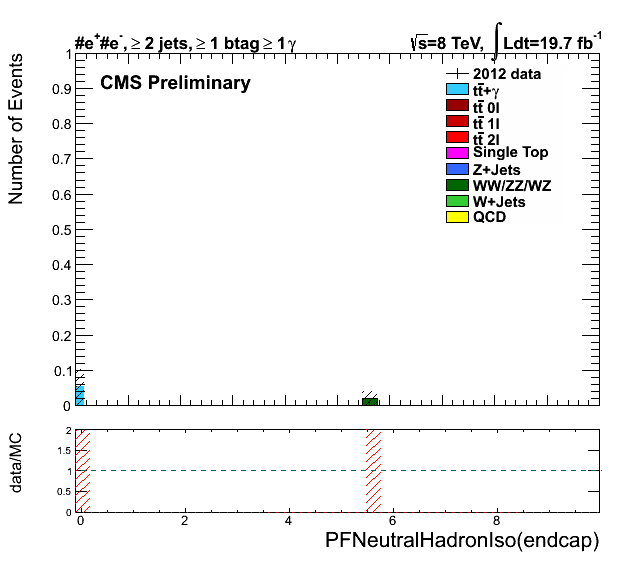 #e⁺#e⁻, ≥ 2 jets, ≥ 1 btag ≥ 1 γ
√s=8 TeV, ∫ Ldt=19.7 fb⁻¹
CMS Preliminary
2012 data
tt̄+γ
tt̄ 0l
tt̄ 1l
tt̄ 2l
Single Top
Z+Jets
WW/ZZ/WZ
W+Jets
QCD
Number of Events
1
0.9
0.8
0.7
0.6
0.5
0.4
0.3
0.2
0.1
0
data/MC
2
1.5
1
0.5
0
0 2 4 6 8
PFNeutralHadronIso(endcap)